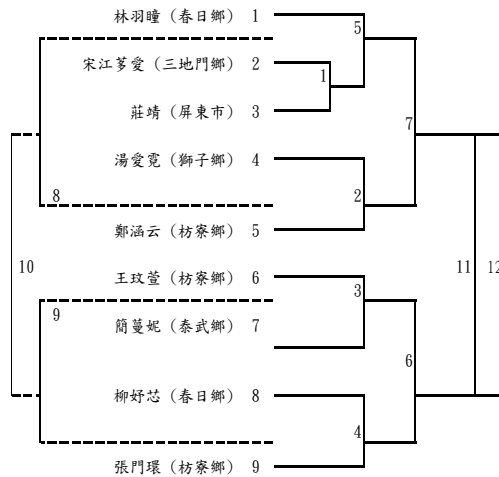 林羽瞳（春日鄉） 1
5
宋江茤愛（三地門鄉） 2
1
莊靖（屏東市） 3
7
湯愛霓（獅子鄉） 4
8
2
鄭涵云（枋寮鄉） 5
10
11
12
王玟萱（枋寮鄉） 6
3
9
簡蔓妮（泰武鄉） 7
6
柳妤芯（春日鄉） 8
4
張門環（枋寮鄉） 9